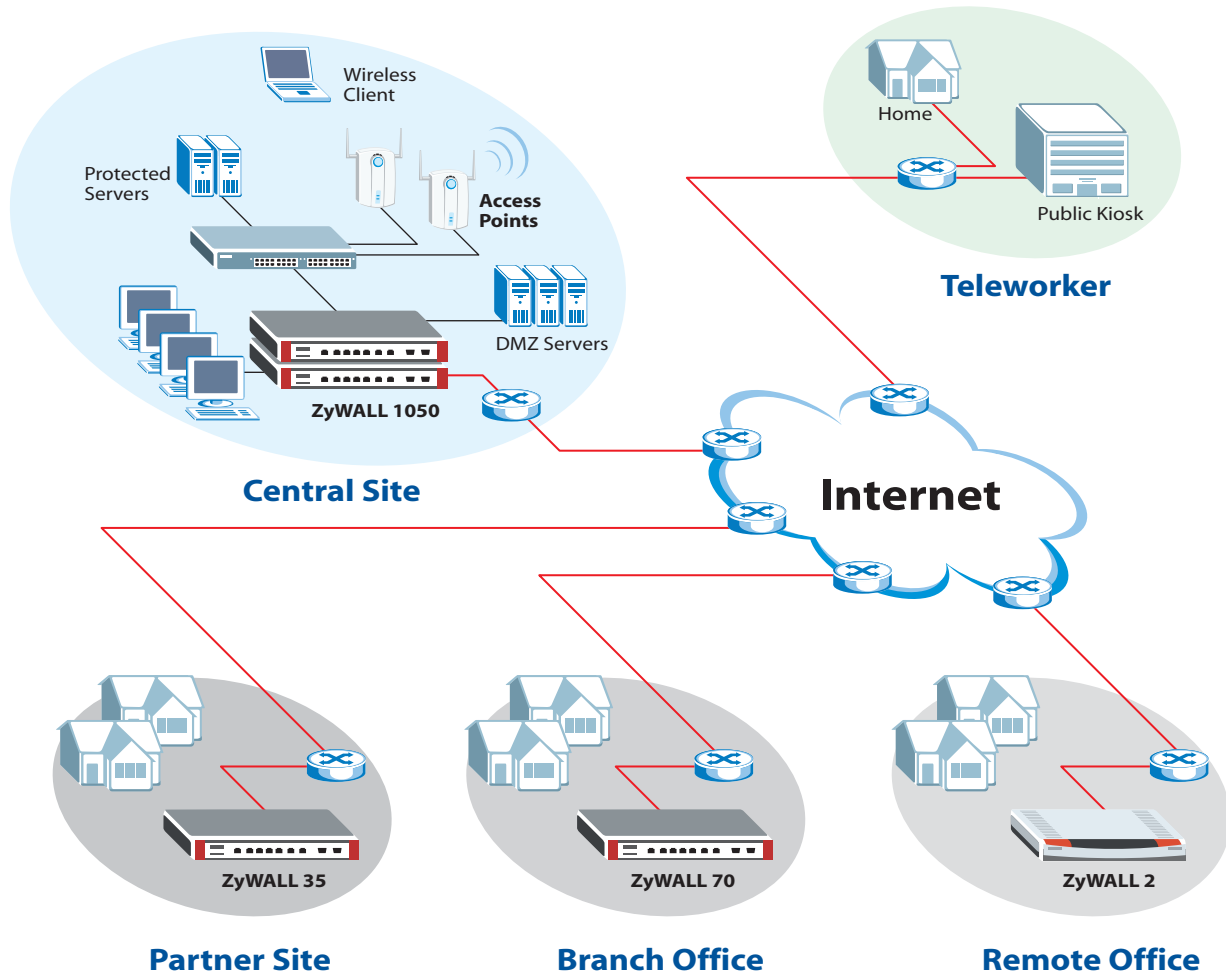 Wireless
Client
Protected
Servers
Access
Points
DMZ Servers
ZyWALL 1050
Central Site
Home
Public Kiosk
Teleworker
Internet
ZyWALL 35
Partner Site
ZyWALL 70
Branch Office
ZyWALL 2
Remote Office